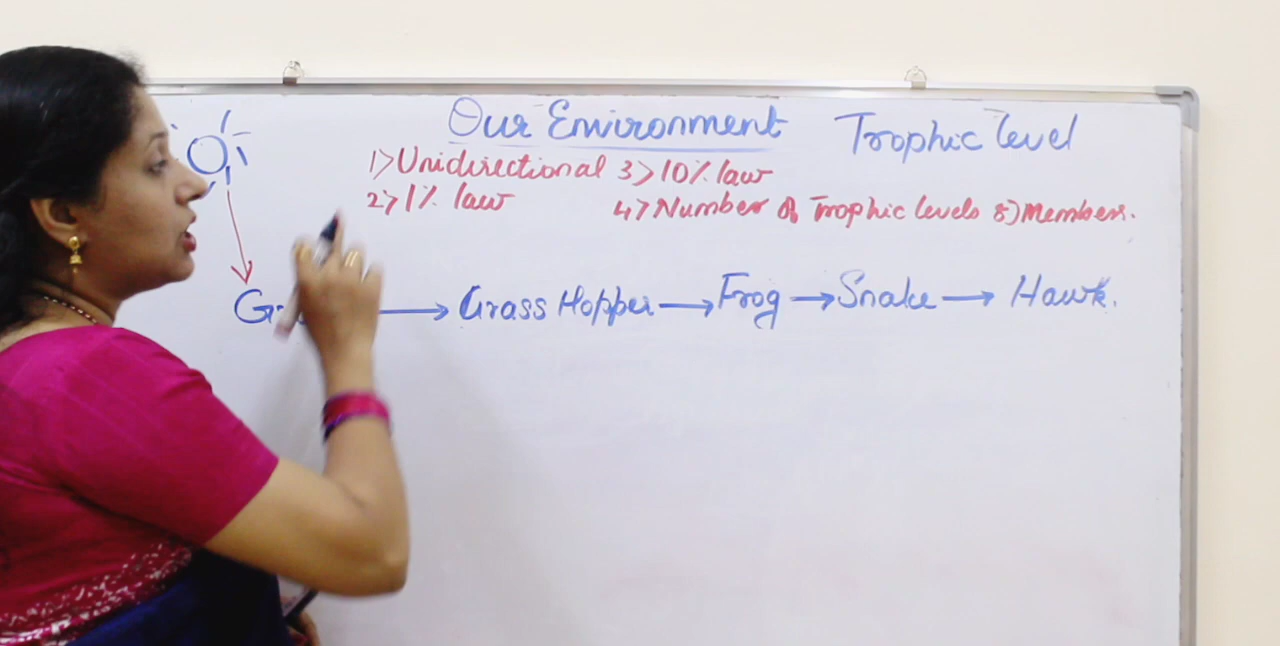 Our Environment Trophic level
1> Unidirectional 3> 10% law
2> 1% law 4> Number of Trophic levels 5) Members.
→ Grass Hopper → Frog → Snake → Hawk.